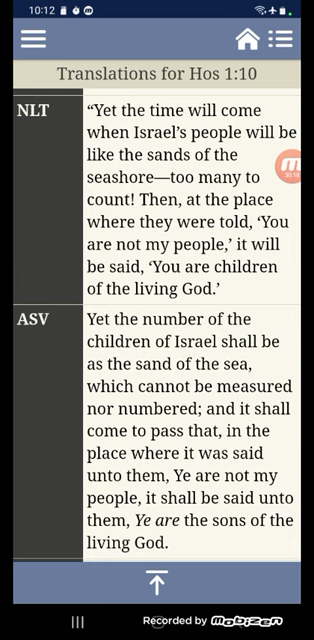 10:12
Translations for Hos 1:10
NLT
“Yet the time will come
when Israel’s people will be
like the sands of the
seashore—too many to
count! Then, at the place
where they were told, ‘You
are not my people,’ it will
be said, ‘You are children
of the living God.’
ASV
Yet the number of the
children of Israel shall be
as the sand of the sea,
which cannot be measured
nor numbered; and it shall
come to pass that, in the
place where it was said
unto them, Ye are not my
people, it shall be said unto
them, Ye are the sons of the
living God.
Recorded by mobizen